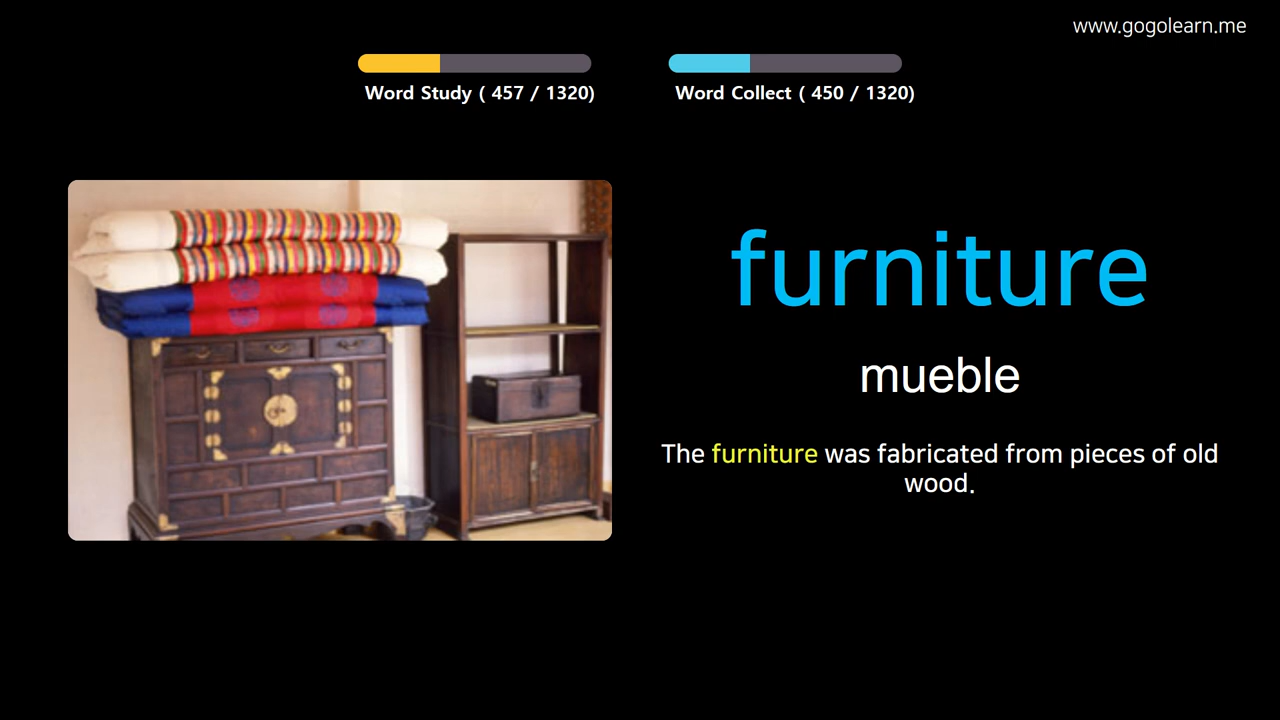 www.gogolearn.me
Word Study ( 457 / 1320)
Word Collect ( 450 / 1320)
furniture
mueble
The furniture was fabricated from pieces of old
wood.